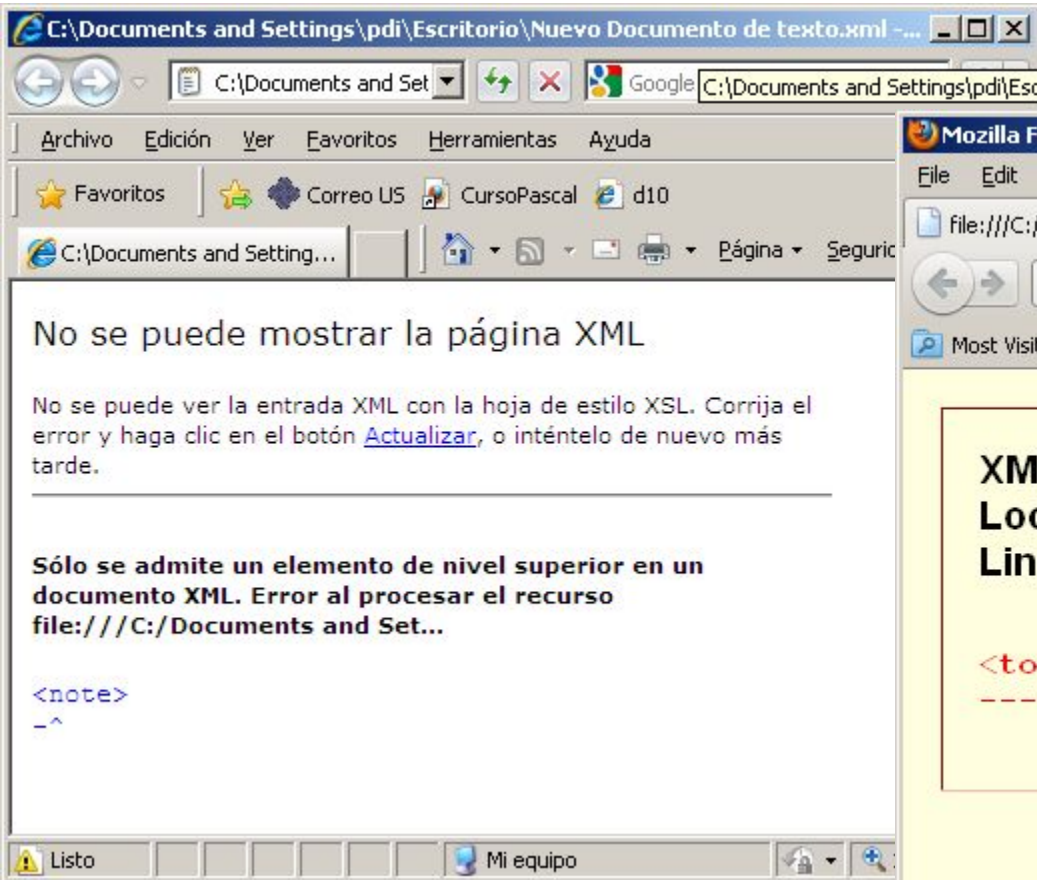 C:\Documents and Settings\pdi\Escritorio\Nuevo Documento de texto.xml -...
C:\Documents and Set
Google
C:\Documents and Settings\pdi\Esc
Archivo Edición Ver Favoritos Herramientas Ayuda
Favoritos Correo US CursoPascal d10
C:\Documents and Setting... Página Seguric
No se puede mostrar la página XML
No se puede ver la entrada XML con la hoja de estilo XSL. Corrija el
error y haga clic en el botón Actualizar, o inténtelo de nuevo más
tarde.
Sólo se admite un elemento de nivel superior en un
documento XML. Error al procesar el recurso
file:///C:/Documents and Set...
<note>
-^
Listo Mi equipo
Mozilla F
File Edit
file:///C:/
Most Visit
XM
Loc
Lin
<to
---